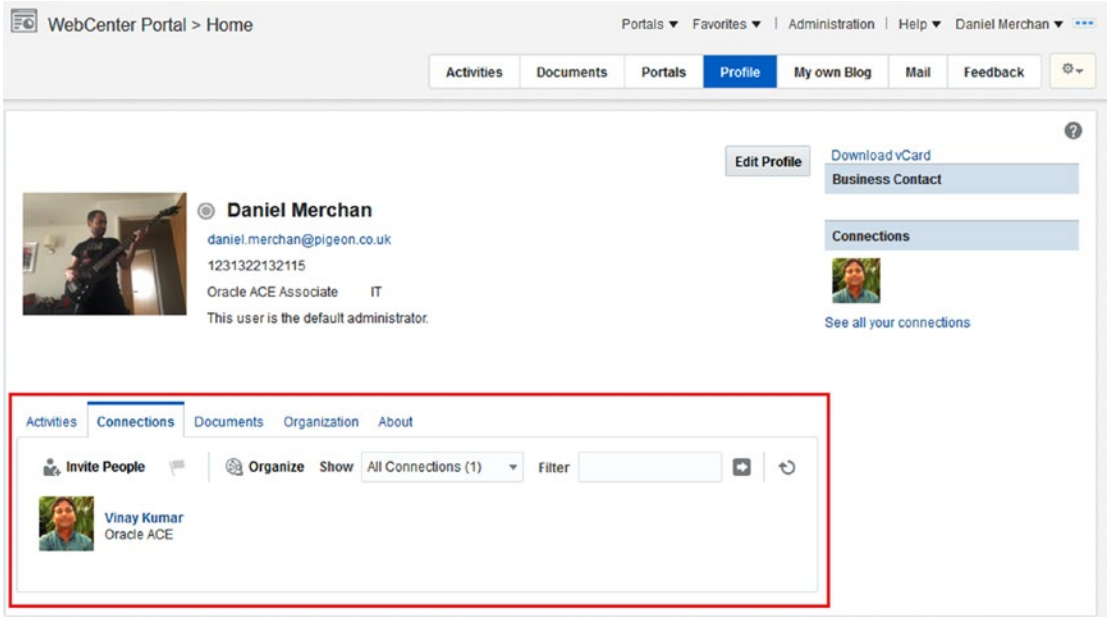 WebCenter Portal > Home
Portals ▼ Favorites ▼ | Administration | Help ▼ Daniel Merchan ▼
Activities Documents Portals Profile My own Blog Mail Feedback
Edit Profile
Download vCard
Business Contact
Daniel Merchan
daniel.merchan@pigeon.co.uk
1231322132115
Oracle ACE Associate IT
This user is the default administrator.
Connections
See all your connections
Activities Connections Documents Organization About
Invite People Organize Show All Connections (1) Filter
Vinay Kumar
Oracle ACE